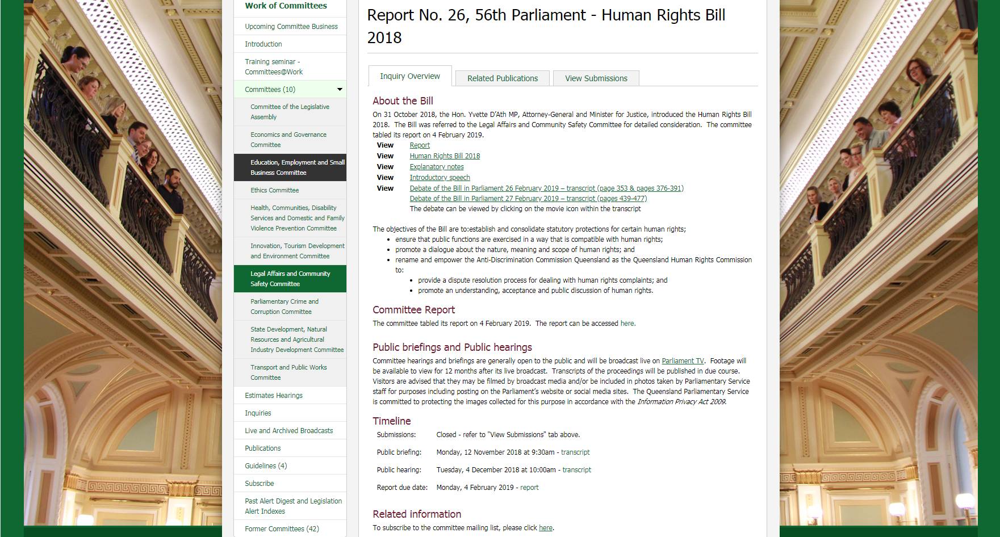 Work of Committees
Upcoming Committee Business
Introduction
Training seminar -
Committees@Work
Committees (10)
Committee of the Legislative
Assembly
Economics and Governance
Committee
Education, Employment and Small
Business Committee
Ethics Committee
Health, Communities, Disability
Services and Domestic and Family
Violence Prevention Committee
Innovation, Tourism Development
and Environment Committee
Legal Affairs and Community
Safety Committee
Parliamentary Crime and
Corruption Committee
State Development, Natural
Resources and Agricultural
Industry Development Committee
Transport and Public Works
Committee
Estimates Hearings
Inquiries
Live and Archived Broadcasts
Publications
Guidelines (4)
Subscribe
Past Alert Digest and Legislation
Alert Indexes
Former Committees (42)
Report No. 26, 56th Parliament - Human Rights Bill
2018
Inquiry Overview
Related Publications
View Submissions
About the Bill
On 31 October 2018, the Hon. Yvette D'Ath MP, Attorney-General and Minister for Justice, introduced the Human Rights Bill
2018. The Bill was referred to the Legal Affairs and Community Safety Committee for detailed consideration. The committee
tabled its report on 4 February 2019.
View Report
View Human Rights Bill 2018
View Explanatory notes
View Introductory speech
View Debate of the Bill in Parliament 26 February 2019 – transcript (page 353 & pages 376-391)
Debate of the Bill in Parliament 27 February 2019 – transcript (pages 439-477)
The debate can be viewed by clicking on the movie icon within the transcript
The objectives of the Bill are to:establish and consolidate statutory protections for certain human rights;
• ensure that public functions are exercised in a way that is compatible with human rights;
• promote a dialogue about the nature, meaning and scope of human rights; and
• rename and empower the Anti-Discrimination Commission Queensland as the Queensland Human Rights Commission
to:
• provide a dispute resolution process for dealing with human rights complaints; and
• promote an understanding, acceptance and public discussion of human rights.
Committee Report
The committee tabled its report on 4 February 2019. The report can be accessed here.
Public briefings and Public hearings
Committee hearings and briefings are generally open to the public and will be broadcast live on Parliament TV. Footage will
be available to view for 12 months after its live broadcast. Transcripts of the proceedings will be published in due course.
Visitors are advised that they may be filmed by broadcast media and/or be included in photos taken by Parliamentary Service
staff for purposes including posting on the Parliament's website or social media sites. The Queensland Parliamentary Service
is committed to protecting the images collected for this purpose in accordance with the Information Privacy Act 2009.
Timeline
Submissions: Closed - refer to "View Submissions" tab above.
Public briefing: Monday, 12 November 2018 at 9:30am - transcript
Public hearing: Tuesday, 4 December 2018 at 10:00am - transcript
Report due date: Monday, 4 February 2019 - report
Related information
To subscribe to the committee mailing list, please click here.